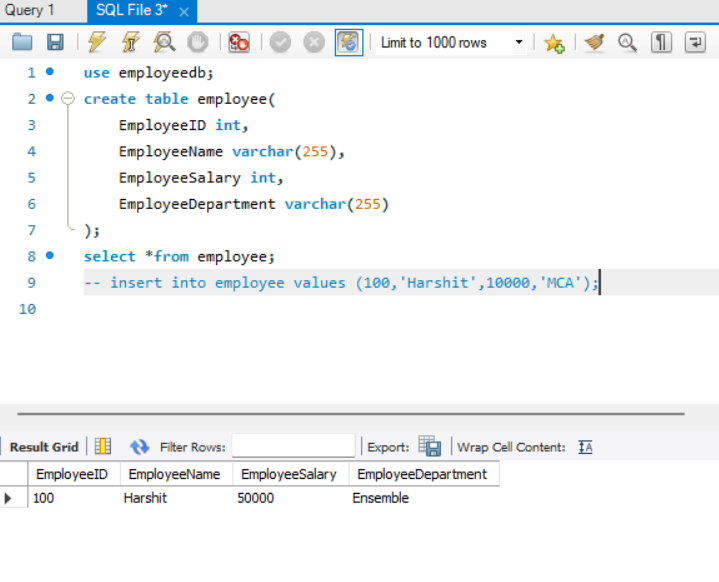 Query 1 SQL File 3*
Limit to 1000 rows
1 use employeedb;
2 create table employee(
3 EmployeeID int,
4 EmployeeName varchar(255),
5 EmployeeSalary int,
6 EmployeeDepartment varchar(255)
7 );
8 select *from employee;
9 -- insert into employee values (100,'Harshit',10000,'MCA');
10
Result Grid Filter Rows: Export: Wrap Cell Content: IA
EmployeeID EmployeeName EmployeeSalary EmployeeDepartment
100 Harshit 50000 Ensemble